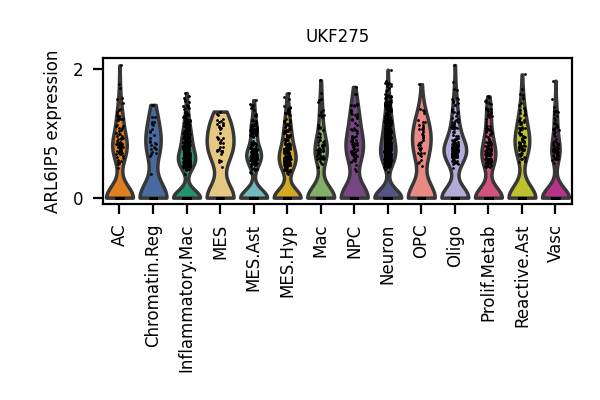 UKF275
ARL6IP5 expression
2
0
AC
Chromatin.Reg
Inflammatory.Mac
MES
MES.Ast
MES.Hyp
Mac
NPC
Neuron
OPC
Oligo
Prolif.Metab
Reactive.Ast
Vasc